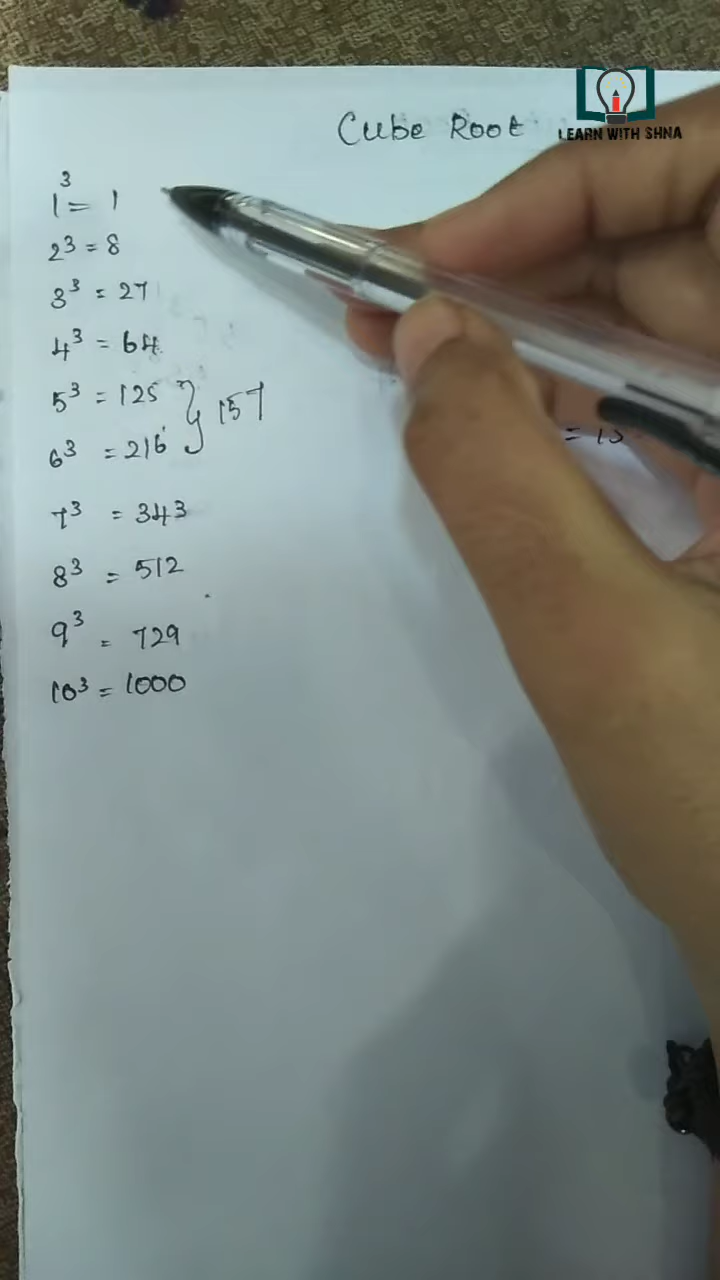 Cube Root
LEARN WITH SHNA
1³ = 1
2³ = 8
3³ = 27
4³ = 64
5³ = 125 } 157
6³ = 216
7³ = 343
8³ = 512
9³ = 729
10³ = 1000